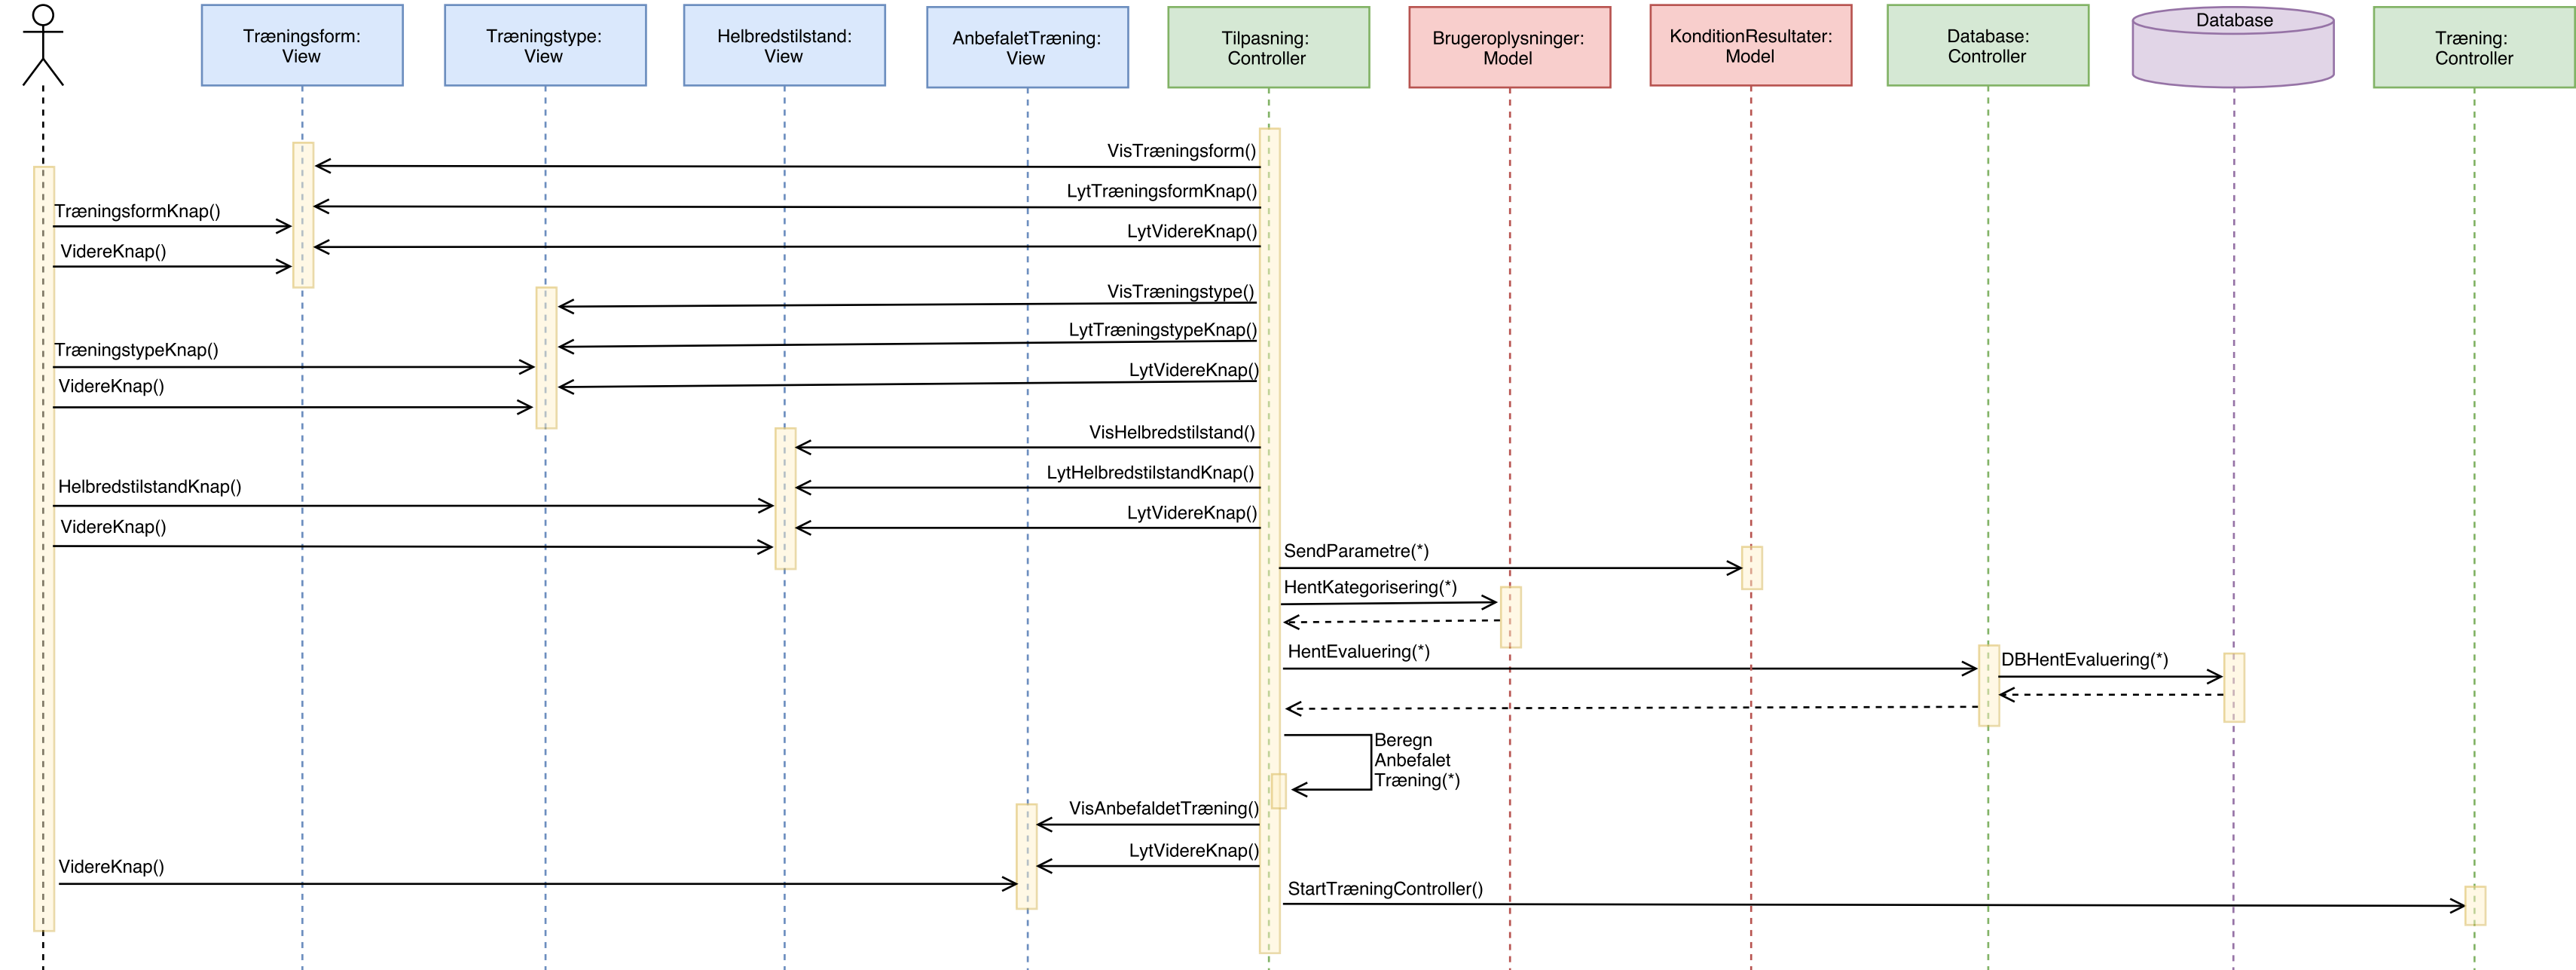 Træningsform:
View
Træningstype:
View
Helbredstilstand:
View
AnbefaletTræning:
View
Tilpasning:
Controller
Brugeroplysninger:
Model
KonditionResultater:
Model
Database:
Controller
Database
Træning:
Controller
VisTræningsform()
LytTræningsformKnap()
TræningsformKnap()
LytVidereKnap()
VidereKnap()
VisTræningstype()
LytTræningstypeKnap()
TræningstypeKnap()
LytVidereKnap()
VidereKnap()
VisHelbredstilstand()
LytHelbredstilstandKnap()
HelbredstilstandKnap()
LytVidereKnap()
VidereKnap()
SendParametre(*)
HentKategorisering(*)
HentEvaluering(*)
DBHentEvaluering(*)
Beregn
Anbefalet
Træning(*)
VisAnbefaldetTræning()
LytVidereKnap()
VidereKnap()
StartTræningController()